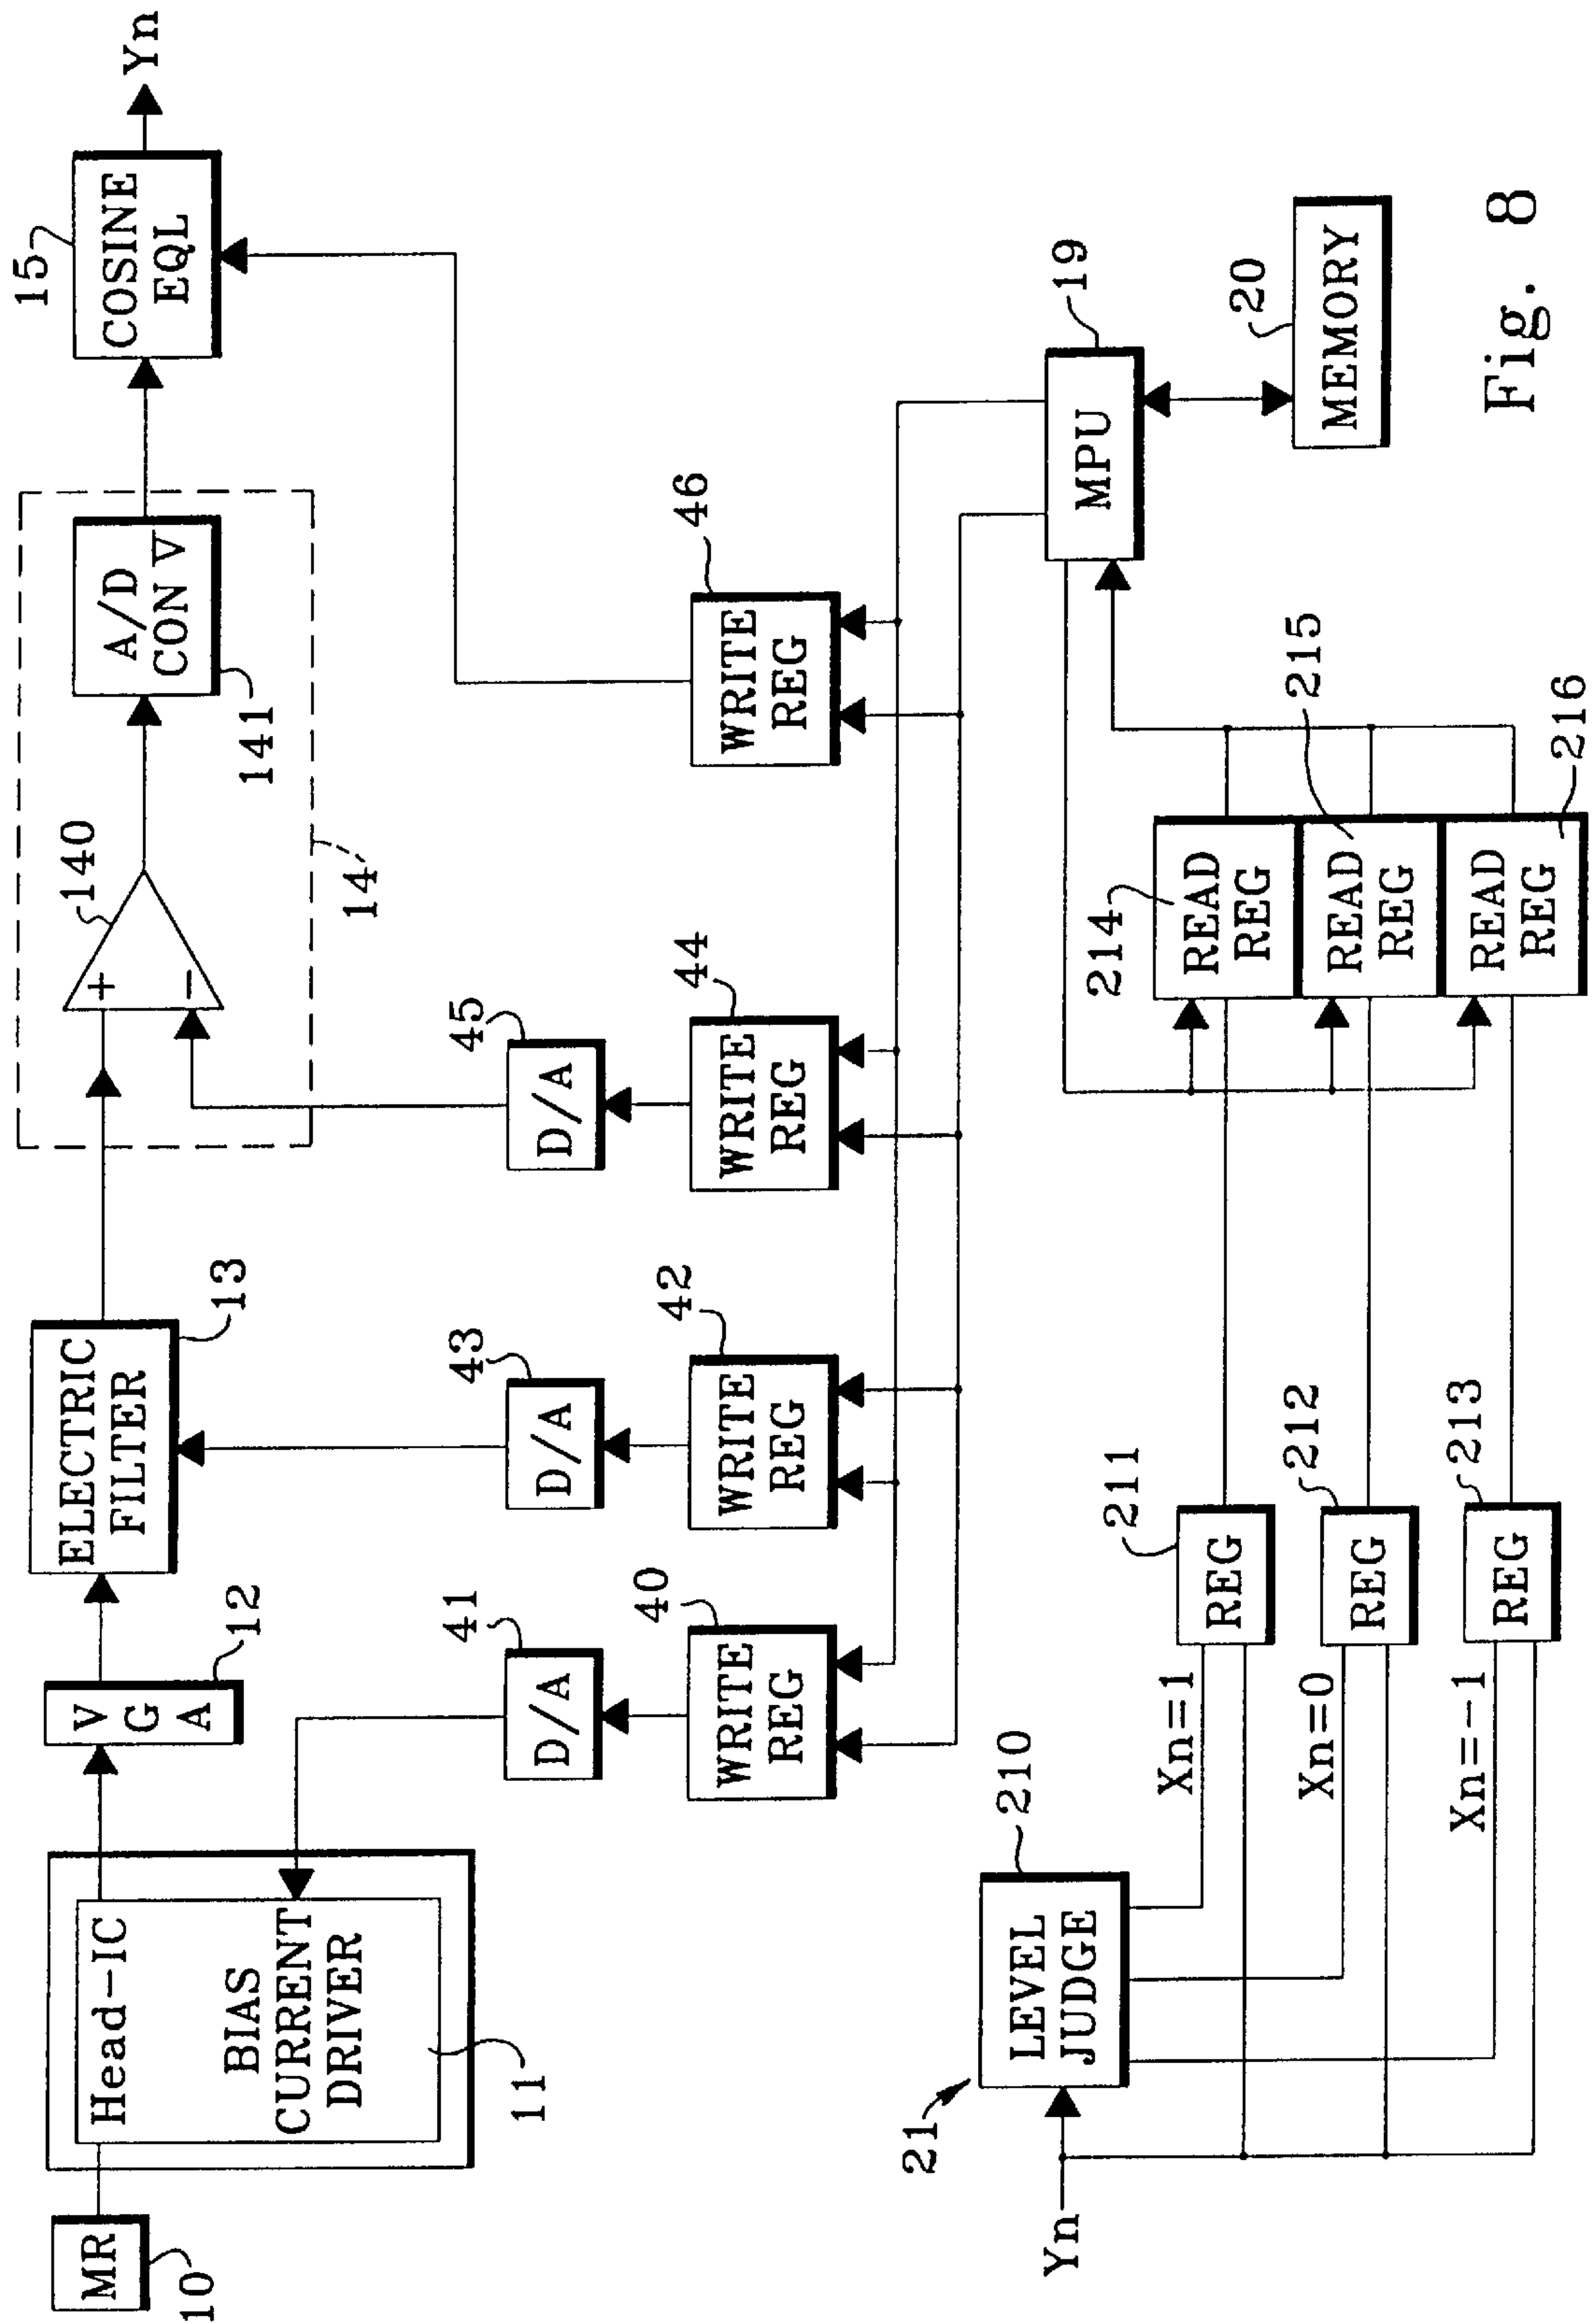 MR
10
Head-IC
BIAS
CURRENT
DRIVER
11
V
G
A
12
ELECTRIC
FILTER
13
+
−
140
A/D
CONV
141
14
COSINE
EQL
15
Yn
D/A
41
D/A
43
D/A
45
WRITE
REG
40
WRITE
REG
42
WRITE
REG
44
WRITE
REG
46
MPU
19
MEMORY
20
Yn
21
LEVEL
JUDGE
210
Xn=1
Xn=0
Xn=-1
REG
211
REG
212
REG
213
READ
REG
214
READ
REG
215
READ
REG
216
Fig. 8